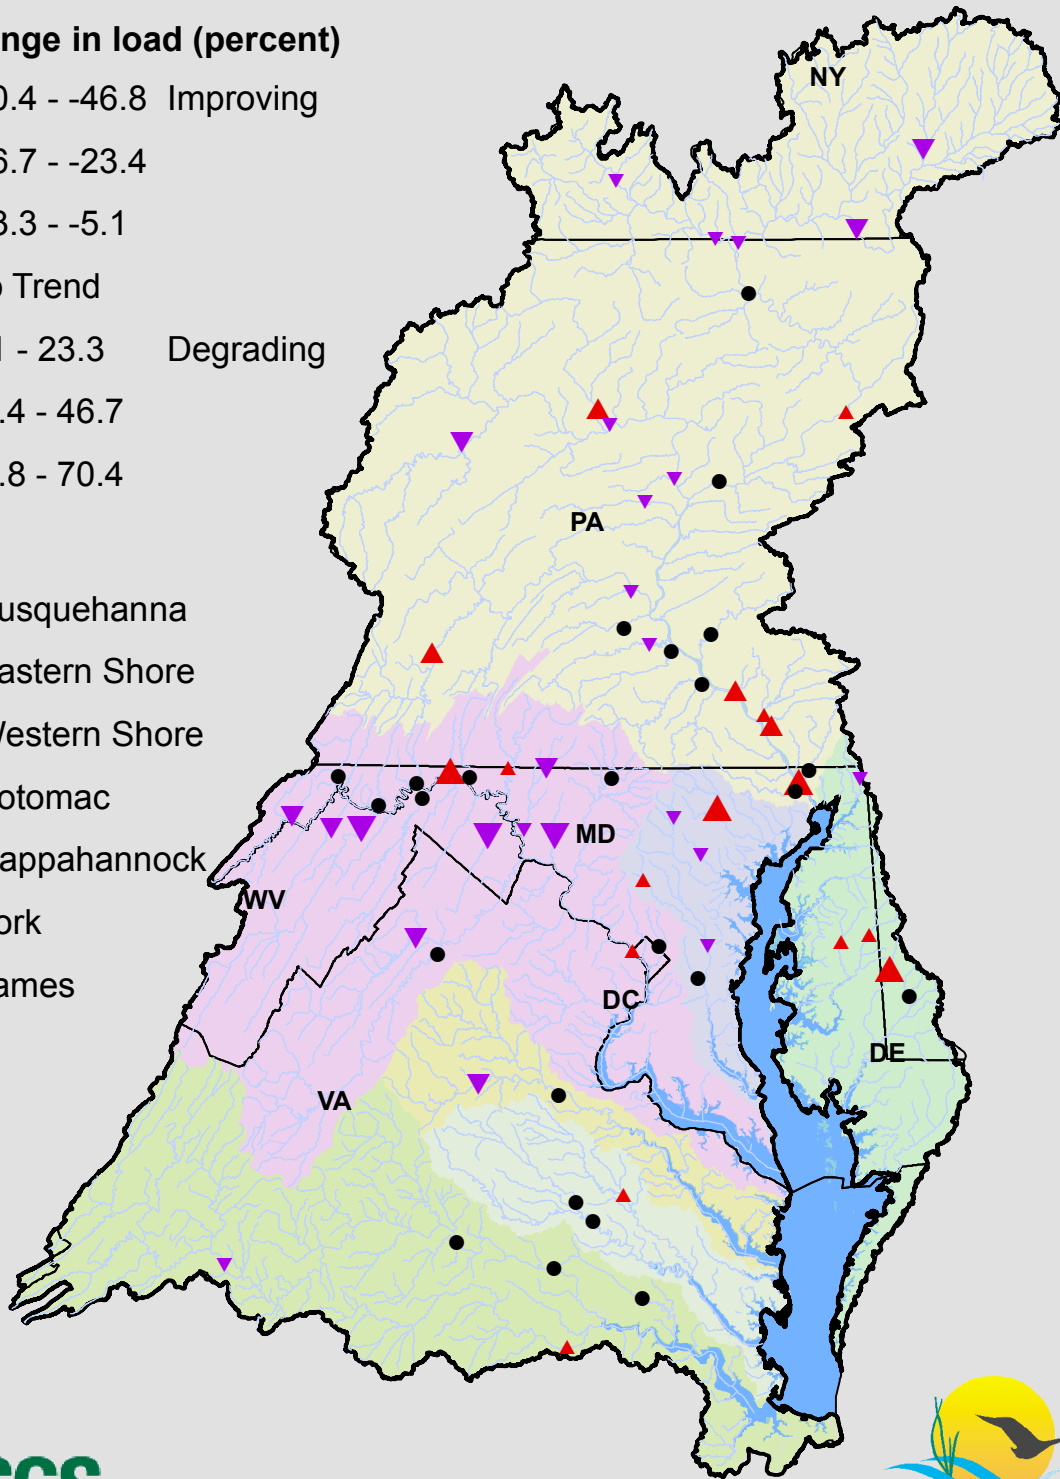 nge in load (percent)
0.4 - -46.8 Improving
6.7 - -23.4
3.3 - -5.1
o Trend
1 - 23.3 Degrading
.4 - 46.7
.8 - 70.4
usquehanna
astern Shore
Western Shore
otomac
appahannock
ork
ames
NY
PA
MD
WV
DC
DE
VA